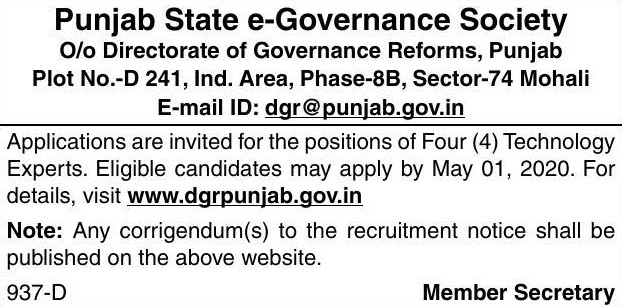 Punjab State e-Governance Society
O/o Directorate of Governance Reforms, Punjab
Plot No.-D 241, Ind. Area, Phase-8B, Sector-74 Mohali
E-mail ID: dgr@punjab.gov.in
Applications are invited for the positions of Four (4) Technology
Experts. Eligible candidates may apply by May 01, 2020. For
details, visit www.dgrpunjab.gov.in
Note: Any corrigendum(s) to the recruitment notice shall be
published on the above website.
937-D Member Secretary